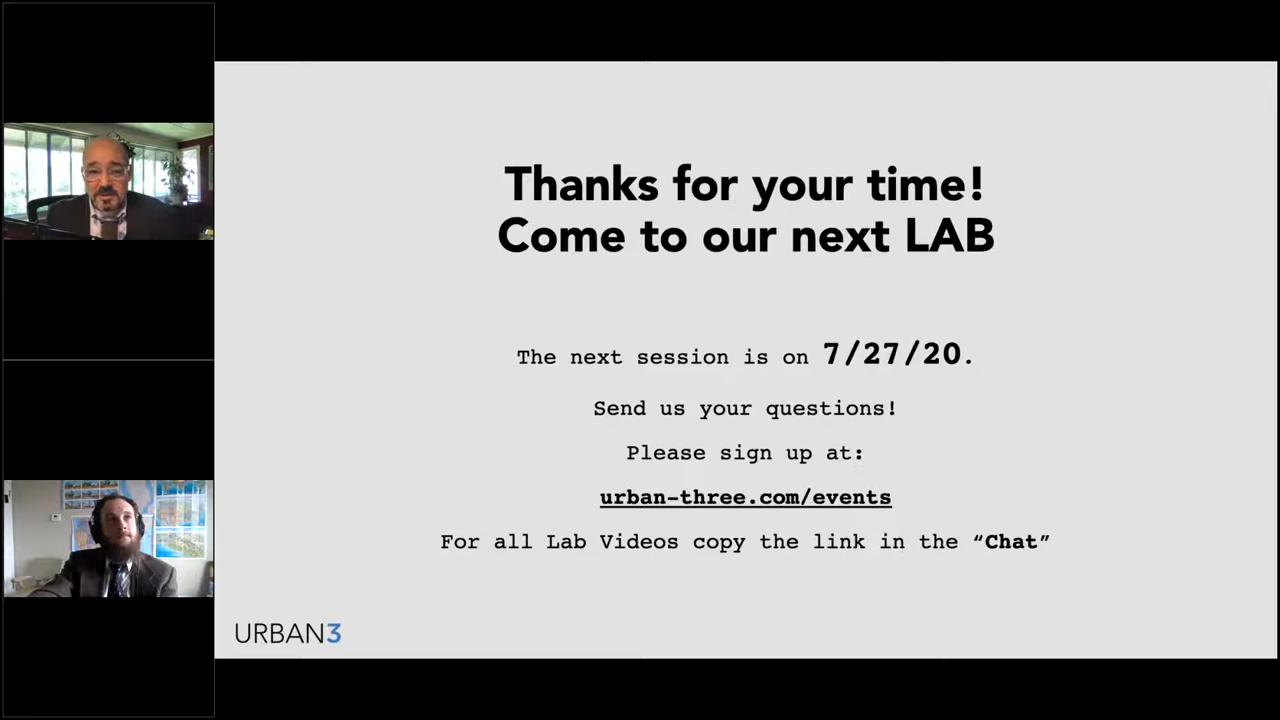 Thanks for your time!
Come to our next LAB
The next session is on 7/27/20.
Send us your questions!
Please sign up at:
urban-three.com/events
For all Lab Videos copy the link in the “Chat”
URBAN3